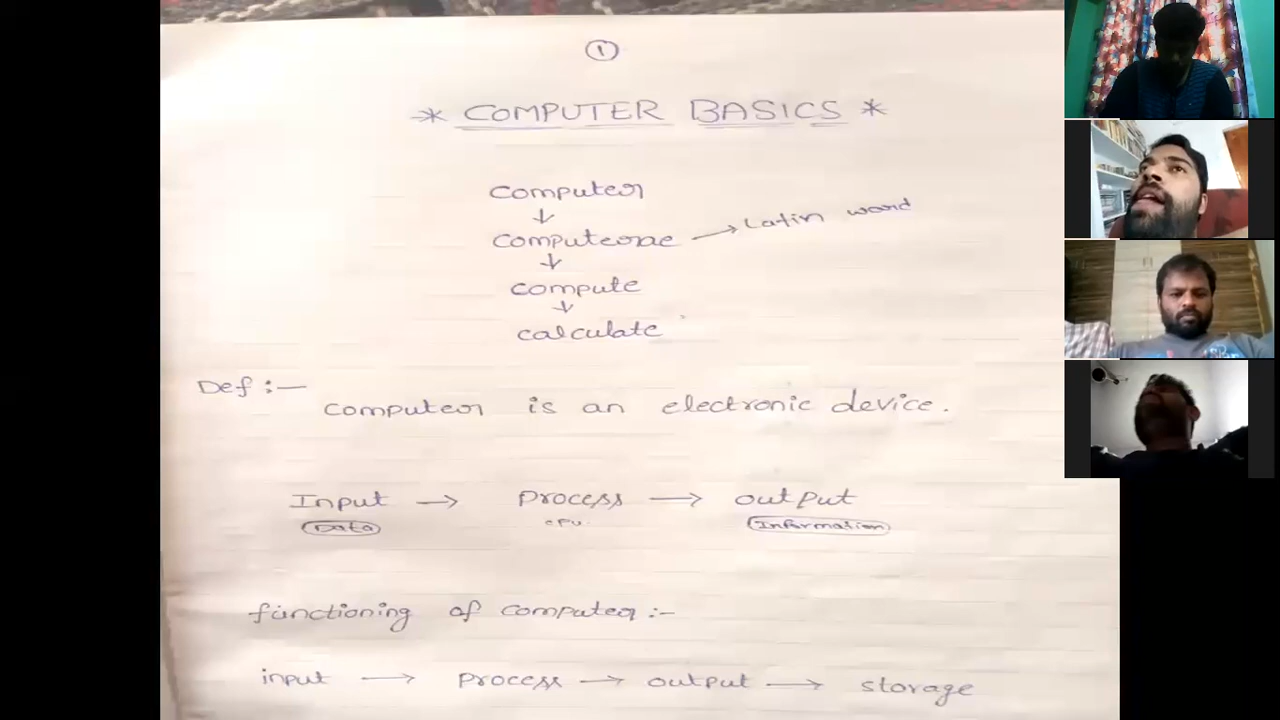 1
* COMPUTER BASICS *
Computer
↓
Computerae → Latin word
↓
compute
↓
calculate
Def :-
computer is an electronic device.
Input → process → output
Data cpu. Information
functioning of computer :-
input → process → output → storage